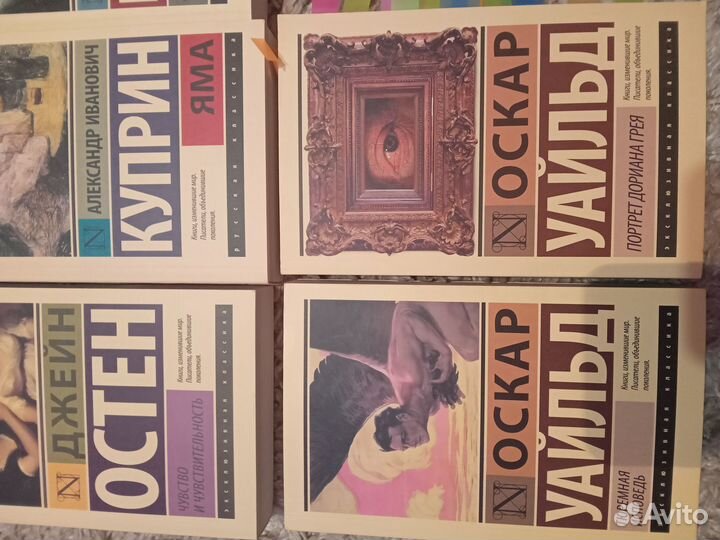 АЛЕКСАНДР ИВАНОВИЧ
КУПРИН
ЯМА
Книги, изменившие мир.
Писатели, объединившие
поколения.
русская классика
ОСКАР
УАЙЛЬД
ПОРТРЕТ ДОРИАНА ГРЕЯ
Книги, изменившие мир.
Писатели, объединившие
поколения.
эксклюзивная классика
ДЖЕЙН
ОСТЕН
ЧУВСТВО
И ЧУВСТВИТЕЛЬНОСТЬ
Книги, изменившие мир.
Писатели, объединившие
поколения.
эксклюзивная классика
ОСКАР
УАЙЛЬД
Книги, изменившие мир.
Писатели, объединившие
поколения.
эксклюзивная классика
Avito